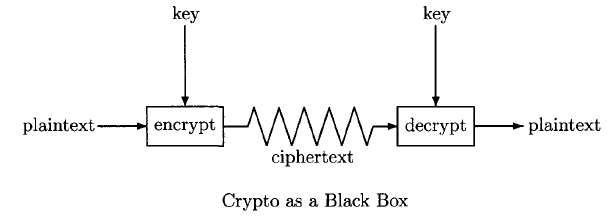 key key
plaintext encrypt decrypt plaintext
ciphertext
Crypto as a Black Box